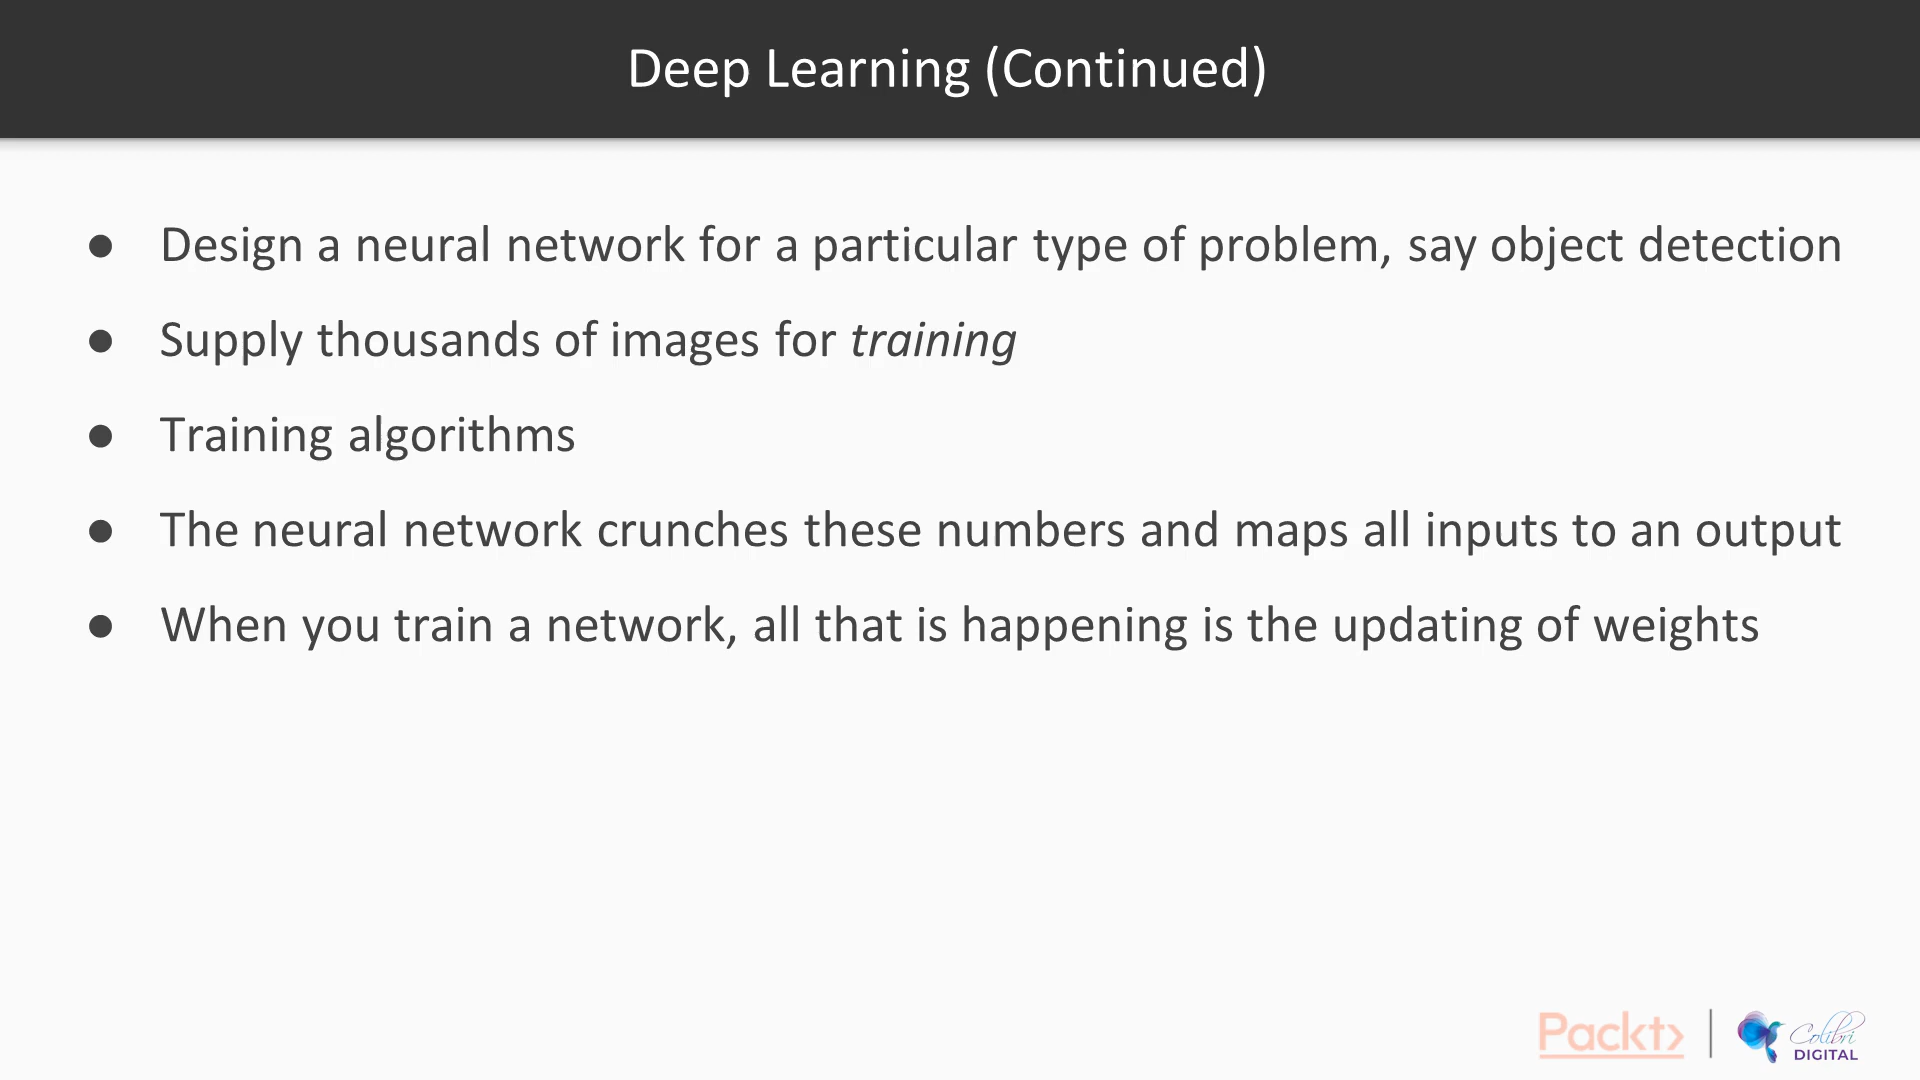 Deep Learning (Continued)
● Design a neural network for a particular type of problem, say object detection
● Supply thousands of images for training
● Training algorithms
● The neural network crunches these numbers and maps all inputs to an output
● When you train a network, all that is happening is the updating of weights
Packt>
Colibri
DIGITAL